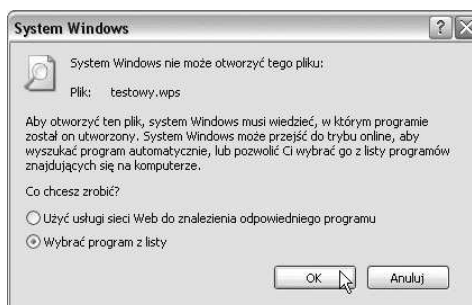 System Windows
System Windows nie może otworzyć tego pliku:
Plik: testowy.wps
Aby otworzyć ten plik, system Windows musi wiedzieć, w którym programie
został on utworzony. System Windows może przejść do trybu online, aby
wyszukać program automatycznie, lub pozwolić Ci wybrać go z listy programów
znajdujących się na komputerze.
Co chcesz zrobić?
Użyć usługi sieci Web do znalezienia odpowiedniego programu
Wybrać program z listy
OK Anuluj